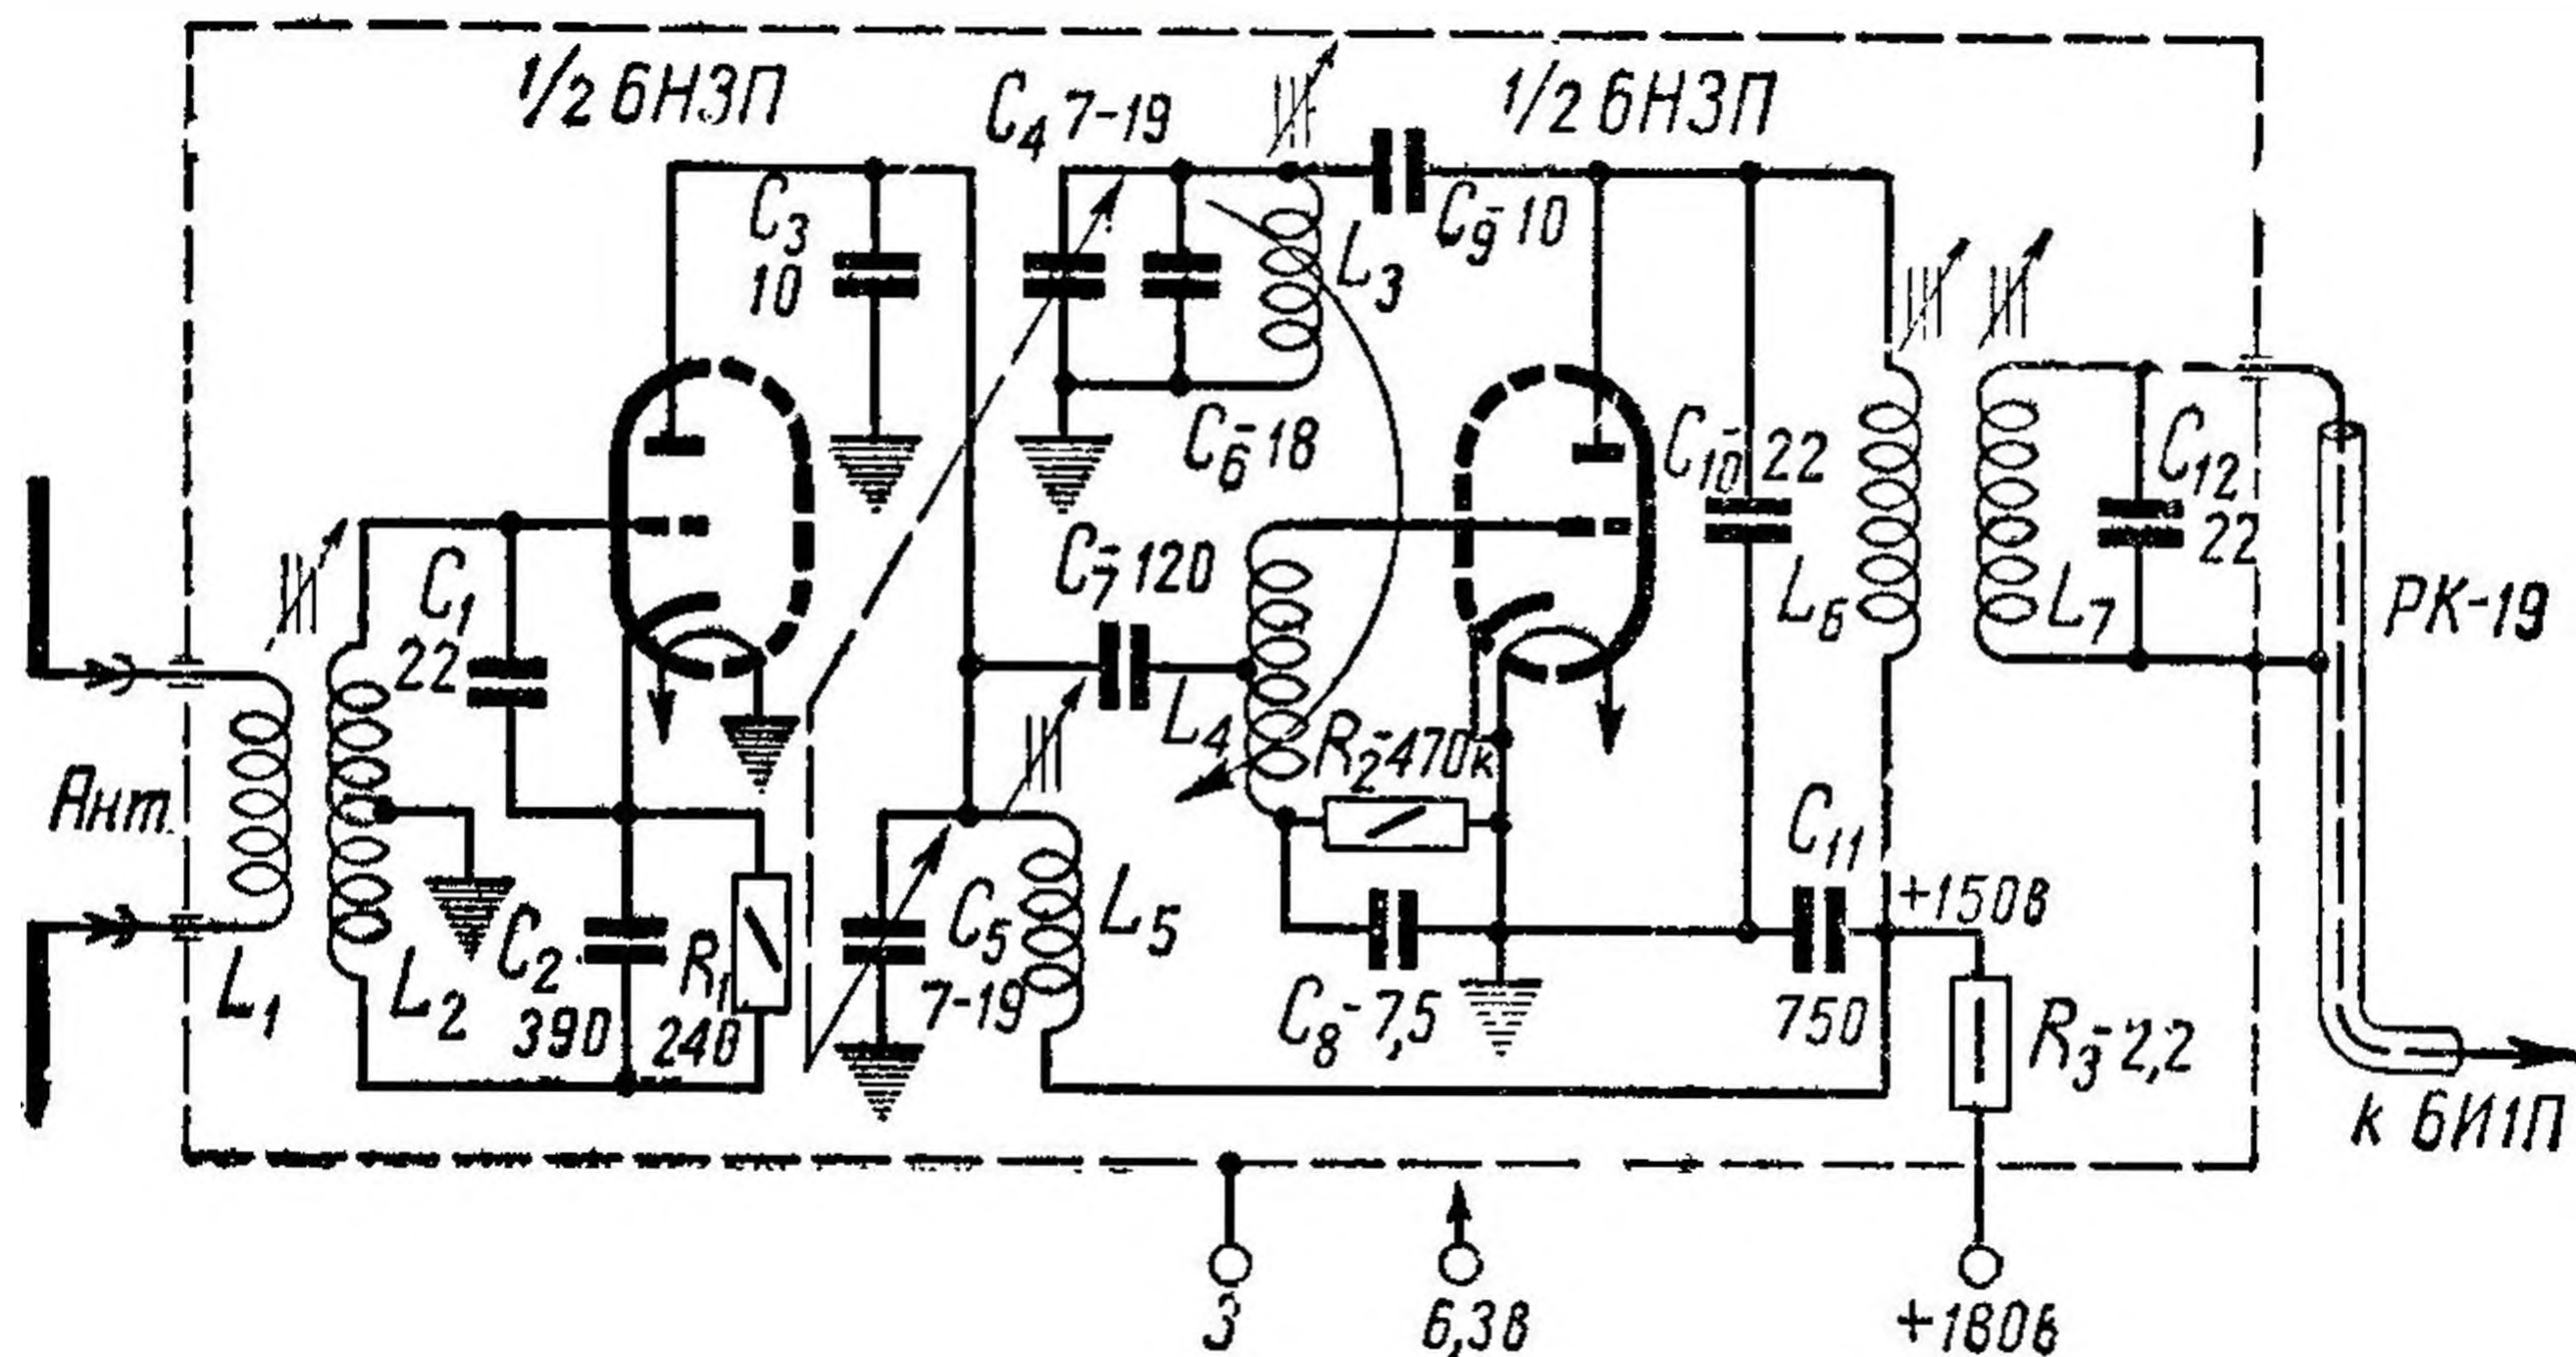 1/2 6Н3П
C4 7-19
1/2 6Н3П
C3
10
C9-10
L3
C6-18
C10-22
C12
22
C1
22
C7-120
L6
L7
РК-19
L4
R2-470к
Ант.
C11
+150в
L1
L2
C2
390
R1
240
C5
7-19
L5
C8-7,5
750
R3-2,2
к 6И1П
З
6,3в
+180в